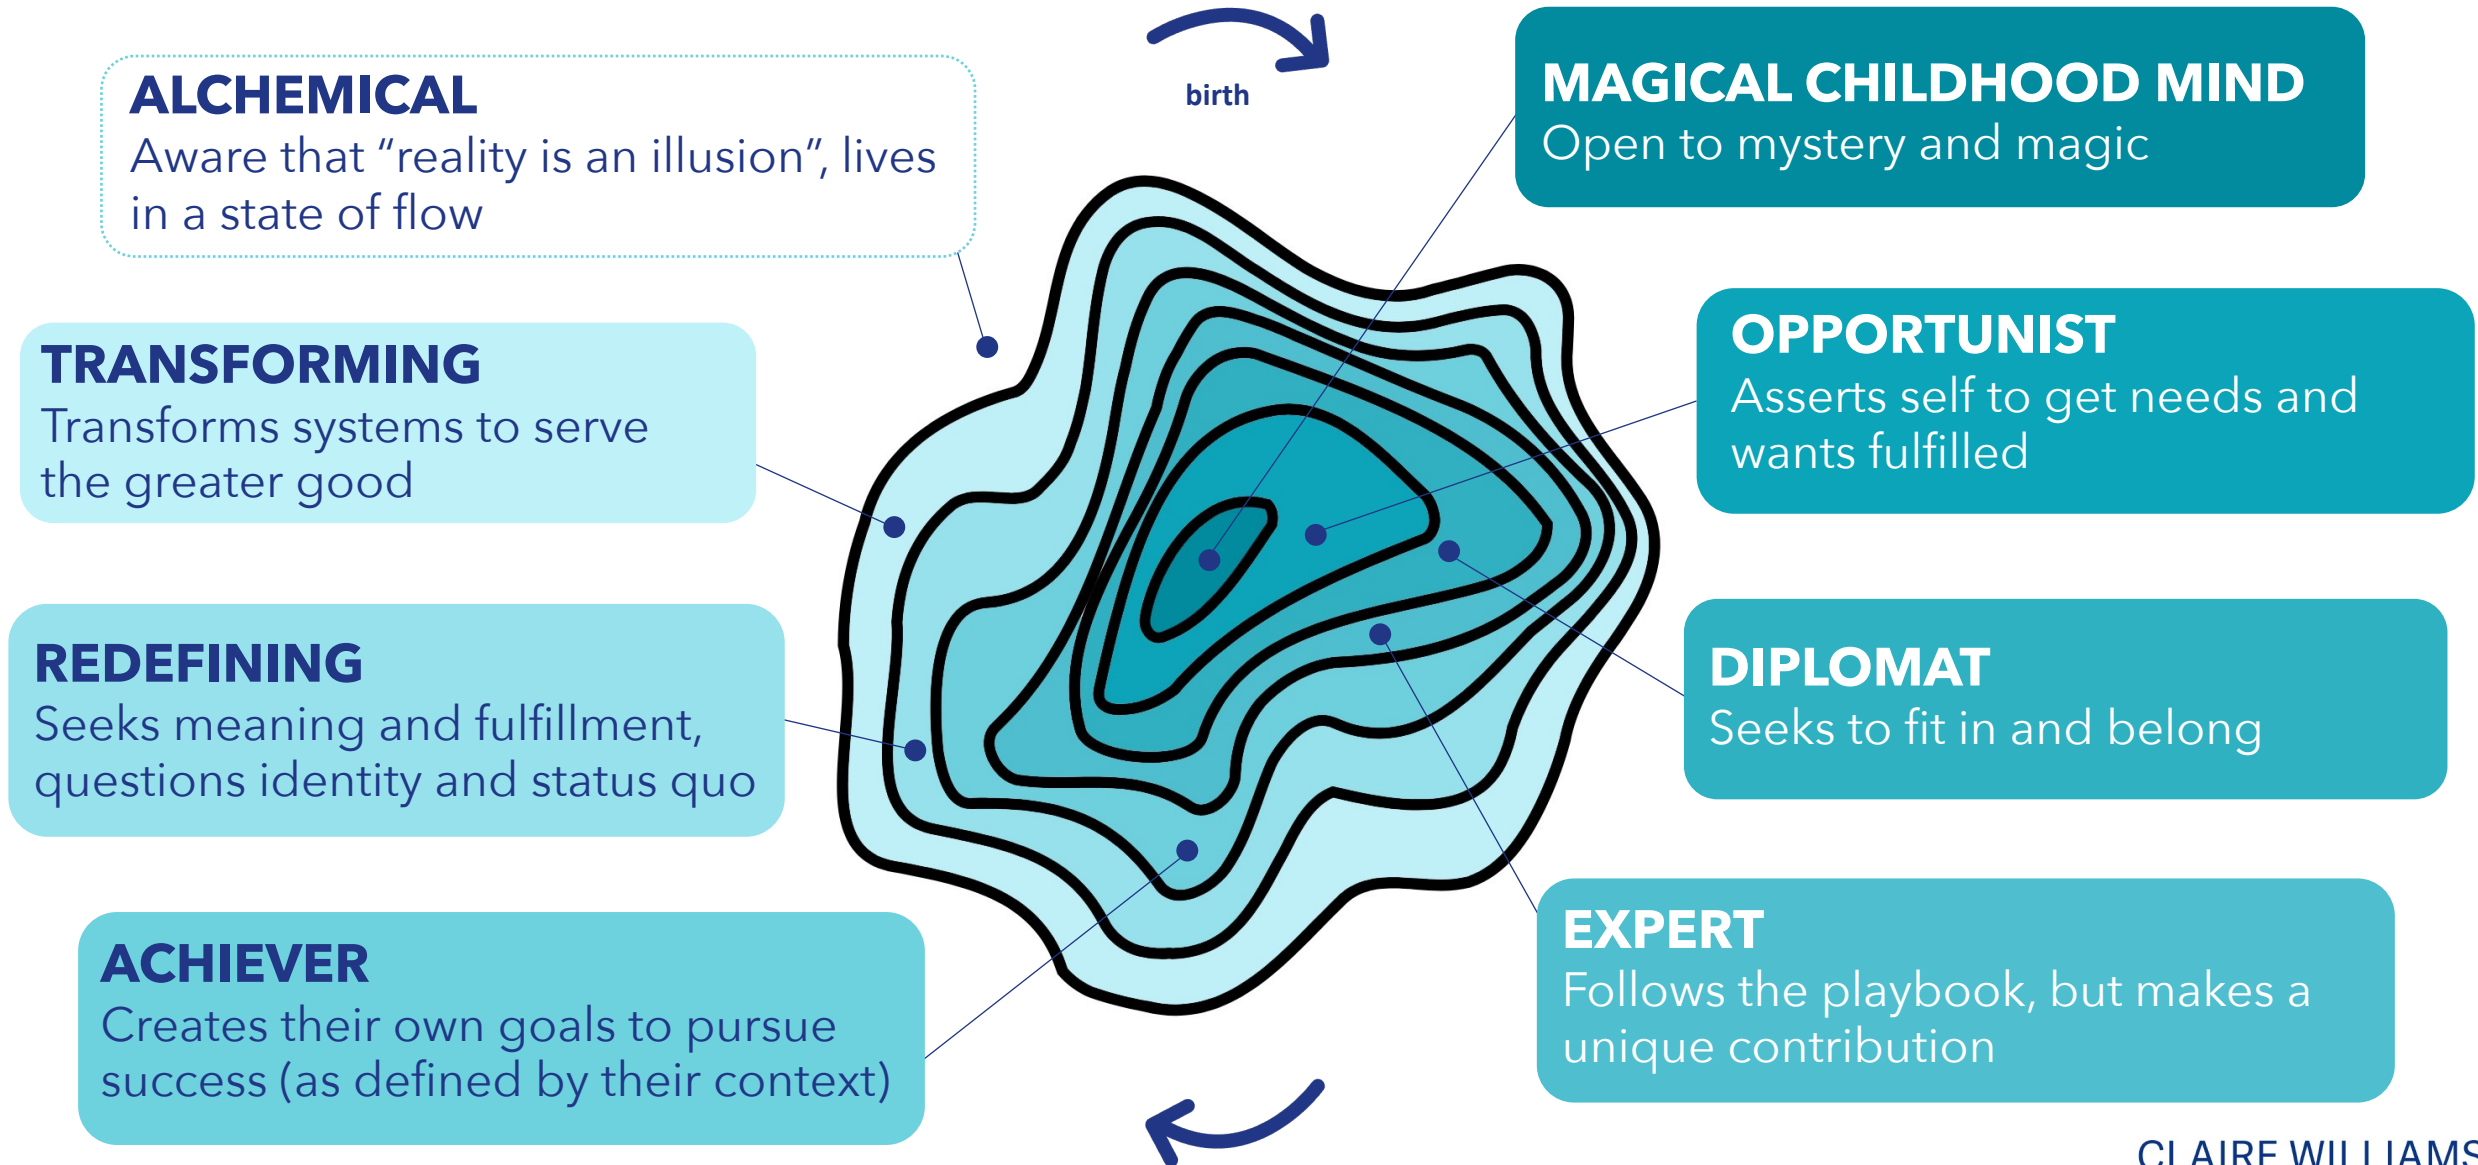 birth
MAGICAL CHILDHOOD MIND
Open to mystery and magic
OPPORTUNIST
Asserts self to get needs and
wants fulfilled
DIPLOMAT
Seeks to fit in and belong
EXPERT
Follows the playbook, but makes a
unique contribution
ACHIEVER
Creates their own goals to pursue
success (as defined by their context)
REDEFINING
Seeks meaning and fulfillment,
questions identity and status quo
TRANSFORMING
Transforms systems to serve
the greater good
ALCHEMICAL
Aware that “reality is an illusion”, lives
in a state of flow
CLAIRE WILLIAMS